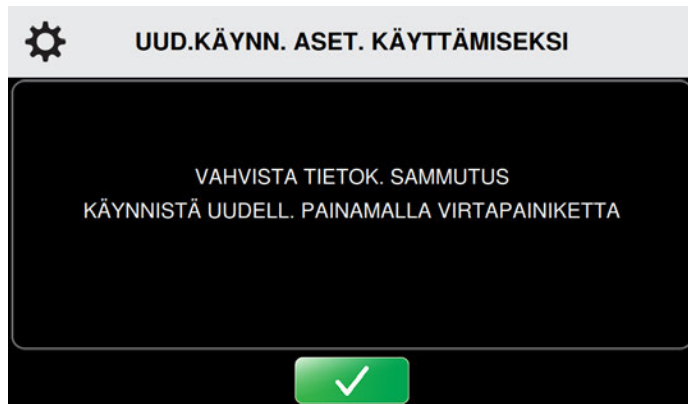 UUD.KÄYNN. ASET. KÄYTTÄMISEKSI
VAHVISTA TIETOK. SAMMUTUS
KÄYNNISTÄ UUDELL. PAINAMALLA VIRTAPAINIKETTA